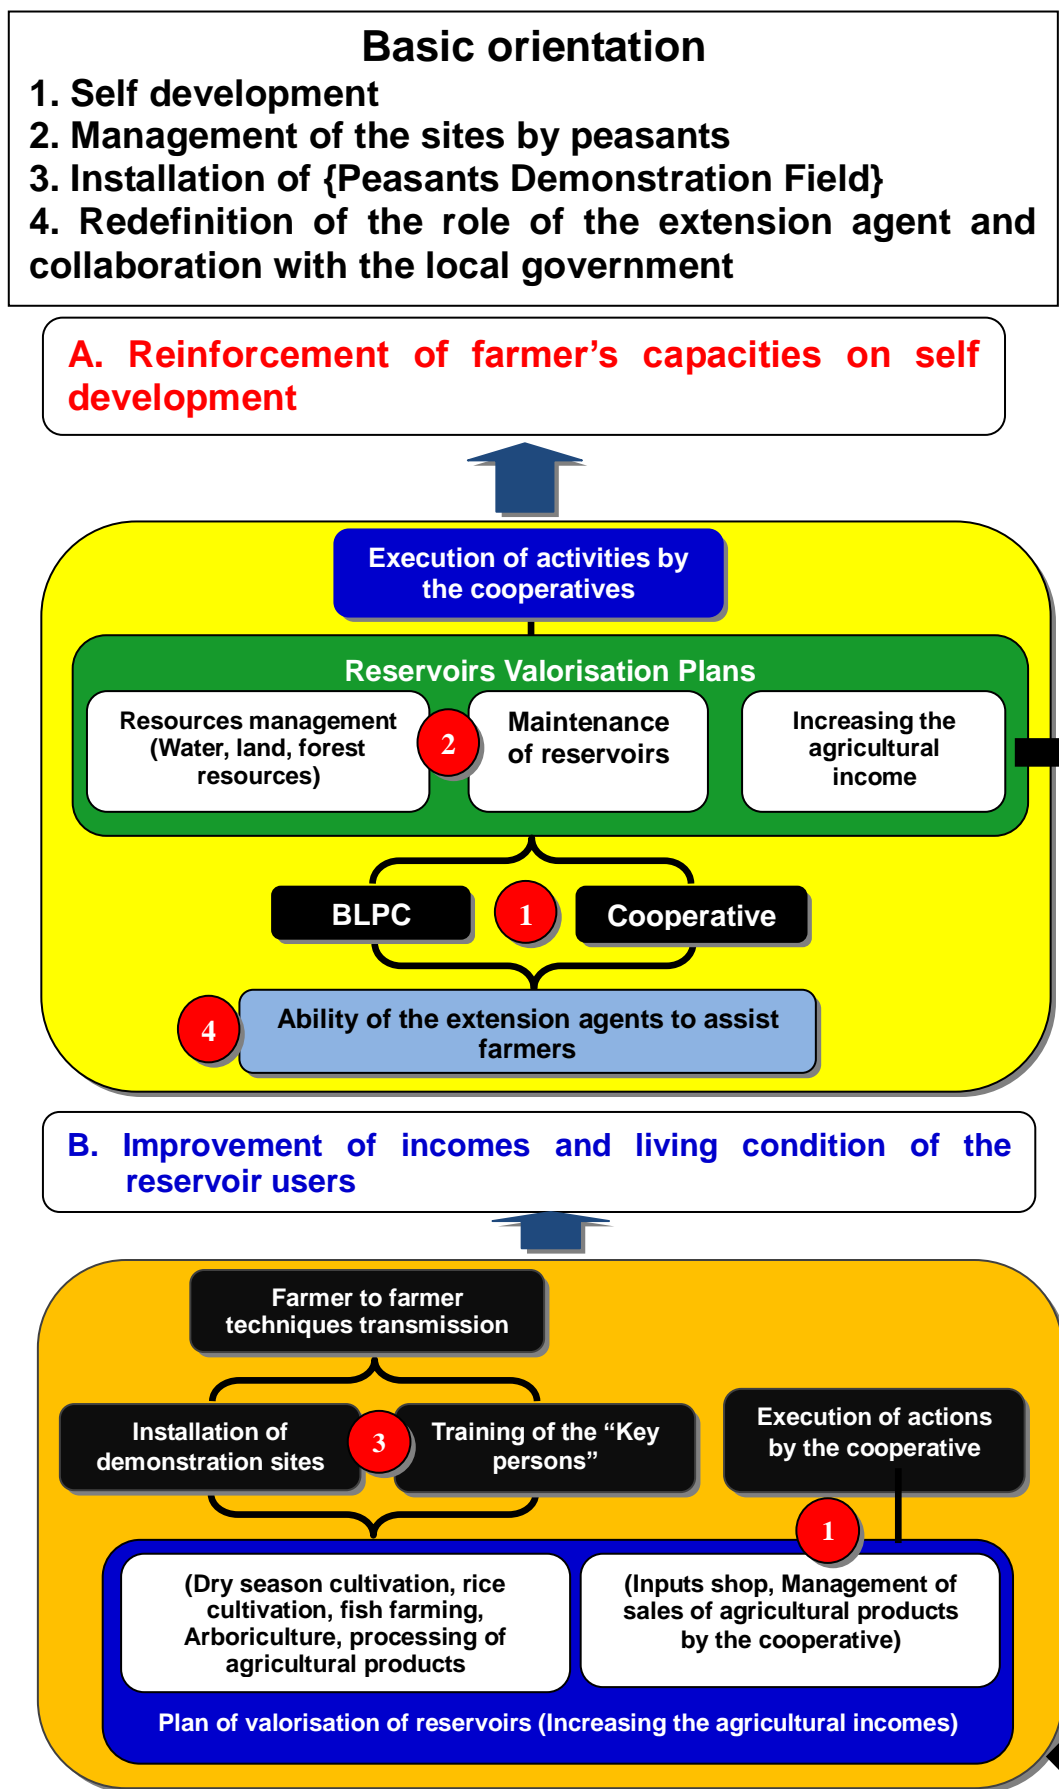 Basic orientation
1. Self development
2. Management of the sites by peasants
3. Installation of {Peasants Demonstration Field}
4. Redefinition of the role of the extension agent and
collaboration with the local government
A. Reinforcement of farmer’s capacities on self
development
Execution of activities by
the cooperatives
Reservoirs Valorisation Plans
Resources management
(Water, land, forest
resources)
2
Maintenance
of reservoirs
Increasing the
agricultural
income
BLPC
1
Cooperative
4
Ability of the extension agents to assist
farmers
B. Improvement of incomes and living condition of the
reservoir users
Farmer to farmer
techniques transmission
Installation of
demonstration sites
3
Training of the “Key
persons”
Execution of actions
by the cooperative
1
(Dry season cultivation, rice
cultivation, fish farming,
Arboriculture, processing of
agricultural products
(Inputs shop, Management of
sales of agricultural products
by the cooperative)
Plan of valorisation of reservoirs (Increasing the agricultural incomes)